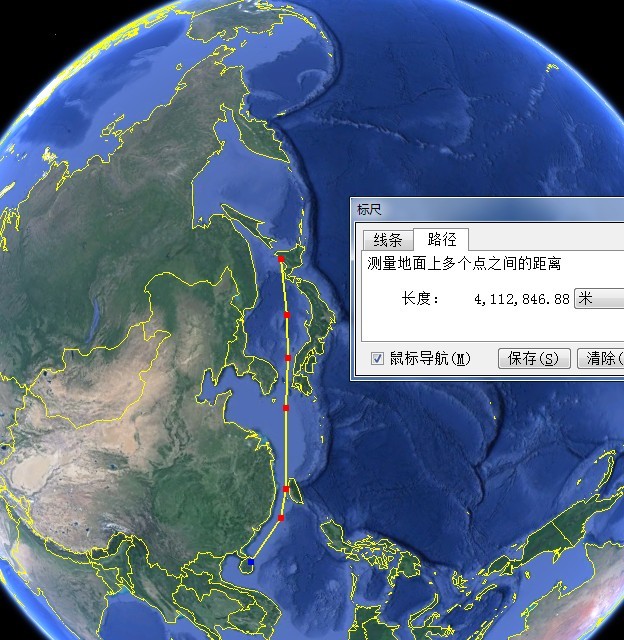 标尺
线条 路径
测量地面上多个点之间的距离
长度: 4,112,846.88 米
鼠标导航(M) 保存(S) 清除(